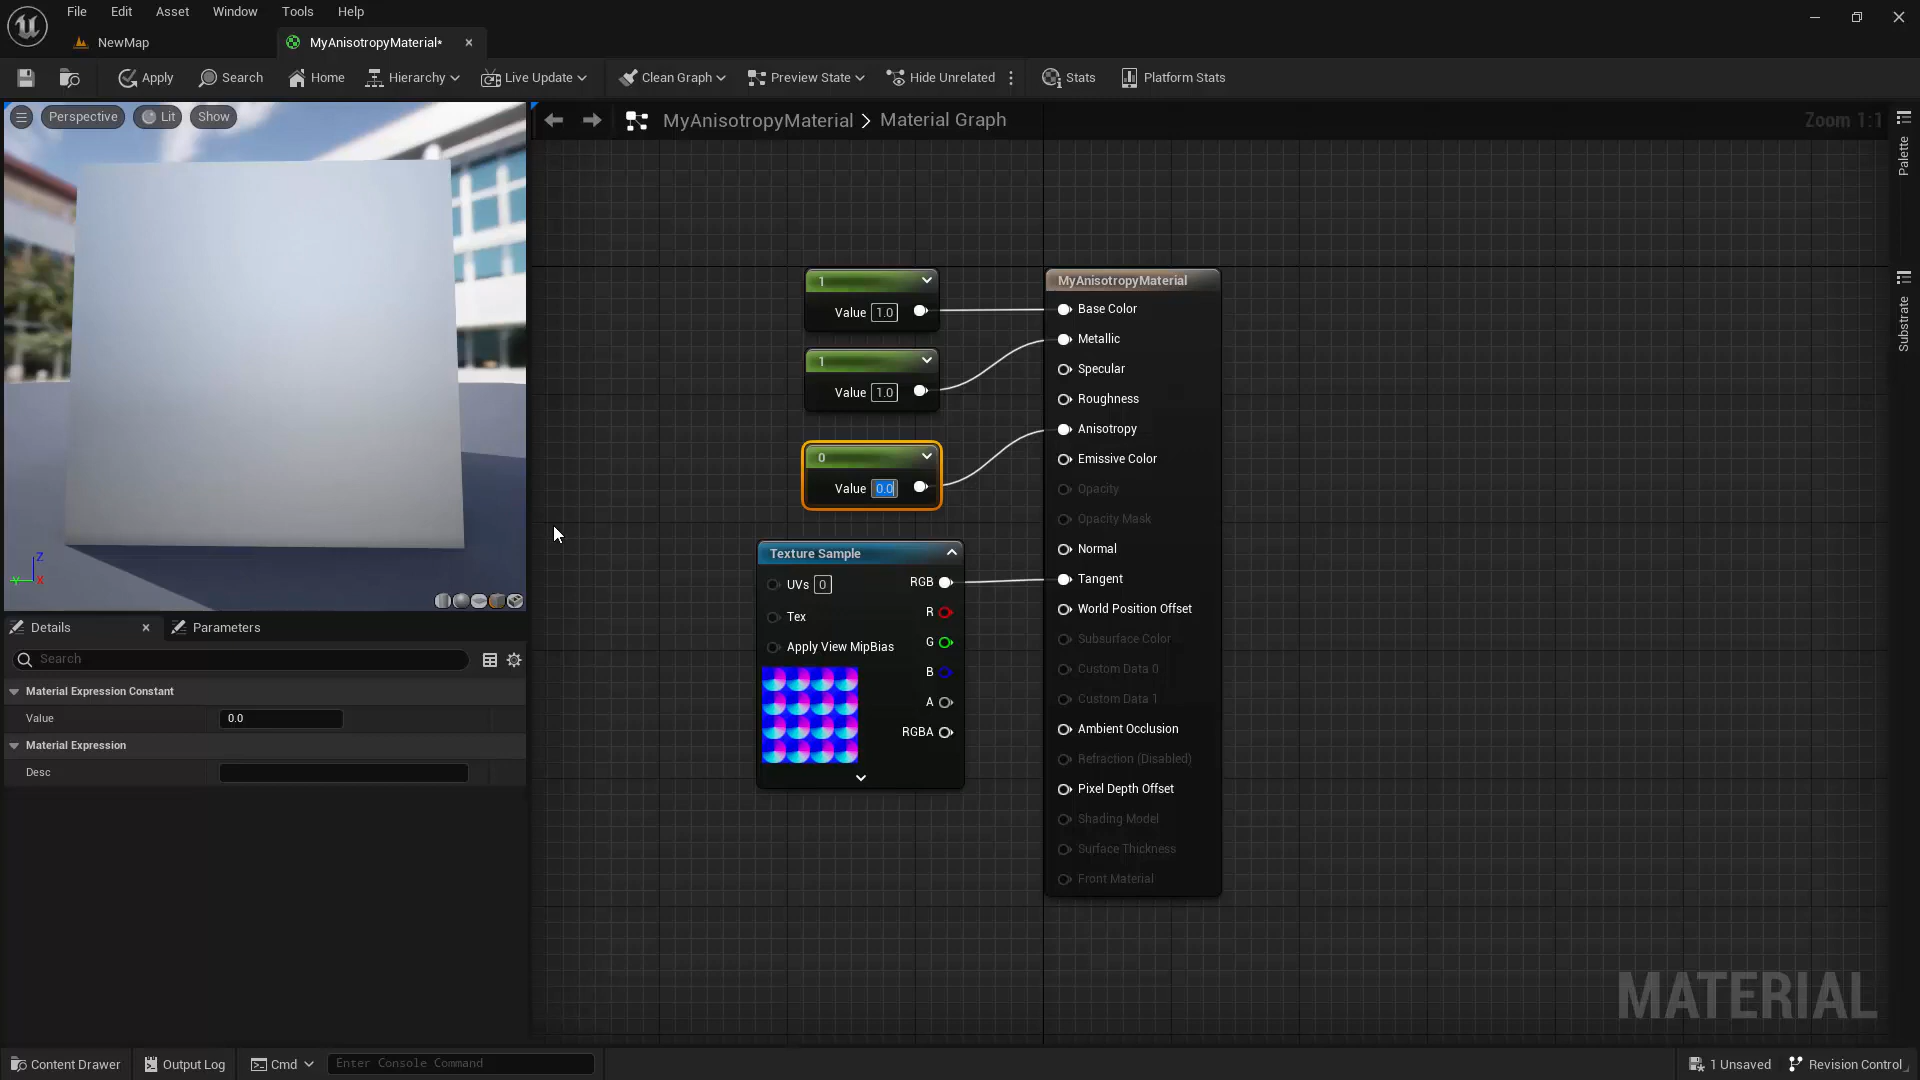 File Edit Asset Window Tools Help
NewMap
MyAnisotropyMaterial*
Apply Search Home Hierarchy Live Update Clean Graph Preview State Hide Unrelated Stats Platform Stats
Perspective Lit Show
MyAnisotropyMaterial > Material Graph
Zoom 1:1
Palette
Substrate
1
Value 1.0
1
Value 1.0
0
Value 0.0
Texture Sample
UVs 0
Tex
Apply View MipBias
RGB
R
G
B
A
RGBA
MyAnisotropyMaterial
Base Color
Metallic
Specular
Roughness
Anisotropy
Emissive Color
Opacity
Opacity Mask
Normal
Tangent
World Position Offset
Subsurface Color
Custom Data 0
Custom Data 1
Ambient Occlusion
Refraction (Disabled)
Pixel Depth Offset
Shading Model
Surface Thickness
Front Material
Z
Y
X
Details Parameters
Search
Material Expression Constant
Value 0.0
Material Expression
Desc
MATERIAL
Content Drawer Output Log Cmd Enter Console Command 1 Unsaved Revision Control